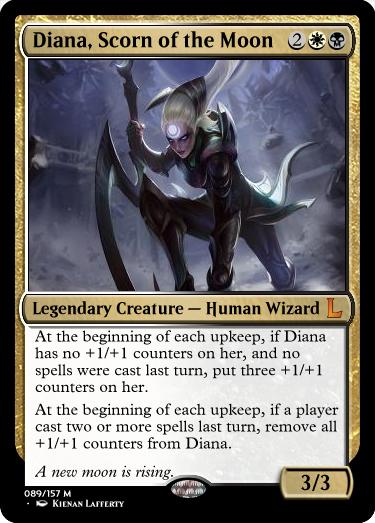 Diana, Scorn of the Moon 2
Legendary Creature — Human Wizard L
At the beginning of each upkeep, if Diana
has no +1/+1 counters on her, and no
spells were cast last turn, put three +1/+1
counters on her.
At the beginning of each upkeep, if a player
cast two or more spells last turn, remove all
+1/+1 counters from Diana.
A new moon is rising.
3/3
089/157 M
Kienan Lafferty